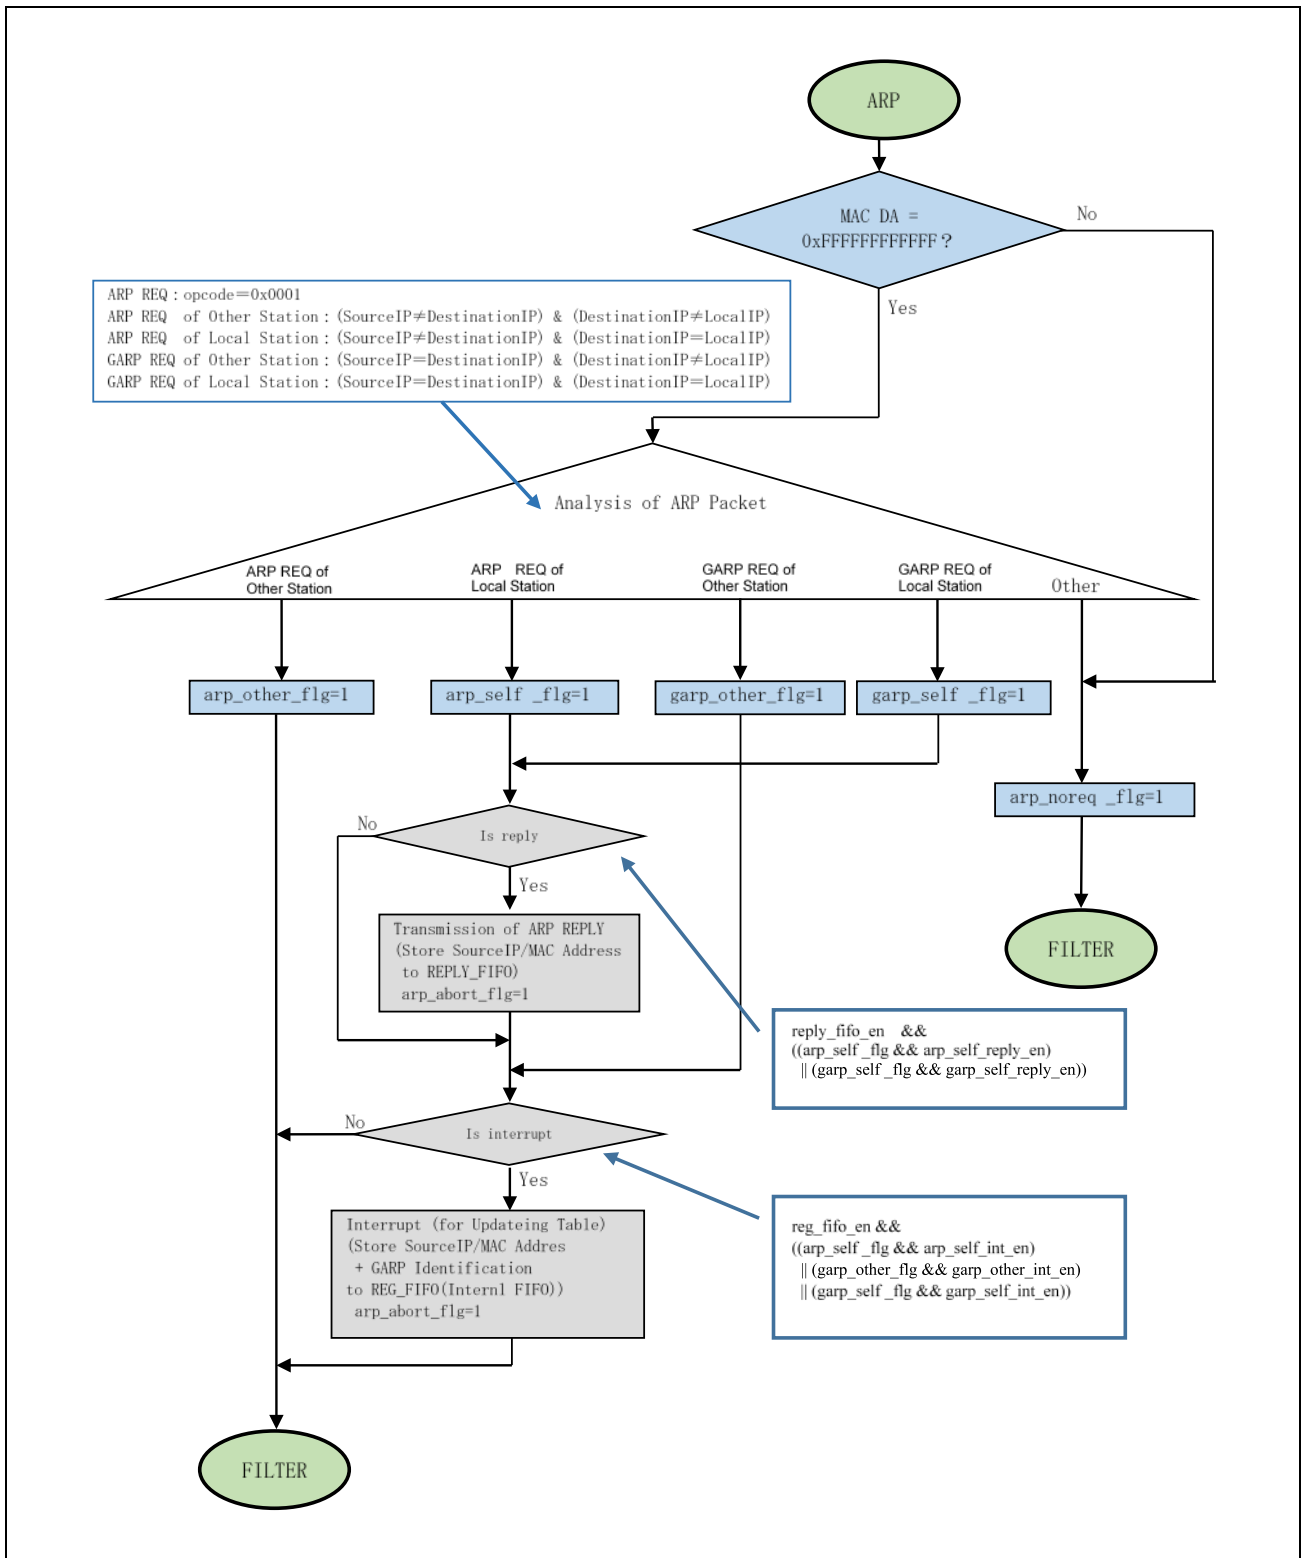 ARP
MAC DA =
0xFFFFFFFFFFFF？
No
Yes
ARP REQ：opcode＝0x0001
ARP REQ  of Other Station：(SourceIP≠DestinationIP) & (DestinationIP≠LocalIP)
ARP REQ  of Local Station：(SourceIP≠DestinationIP) & (DestinationIP＝LocalIP)
GARP REQ of Other Station：(SourceIP＝DestinationIP) & (DestinationIP≠LocalIP)
GARP REQ of Local Station：(SourceIP＝DestinationIP) & (DestinationIP＝LocalIP)
Analysis of ARP Packet
ARP REQ of
Other Station
ARP   REQ of
Local Station
GARP REQ of
Other Station
GARP REQ of
Local Station
Other
arp_other_flg=1
arp_self _flg=1
garp_other_flg=1
garp_self _flg=1
arp_noreq _flg=1
No
Is reply
Yes
Transmission of ARP REPLY
(Store SourceIP/MAC Address
to REPLY_FIFO)
arp_abort_flg=1
FILTER
reply_fifo_en   &&
((arp_self _flg && arp_self_reply_en)
|| (garp_self _flg && garp_self_reply_en))
No
Is interrupt
Yes
Interrupt (for Updateing Table)
(Store SourceIP/MAC Addres
+ GARP Identification
to REG_FIFO(Internl FIFO))
arp_abort_flg=1
reg_fifo_en &&
((arp_self _flg && arp_self_int_en)
|| (garp_other_flg && garp_other_int_en)
|| (garp_self _flg && garp_self_int_en))
FILTER